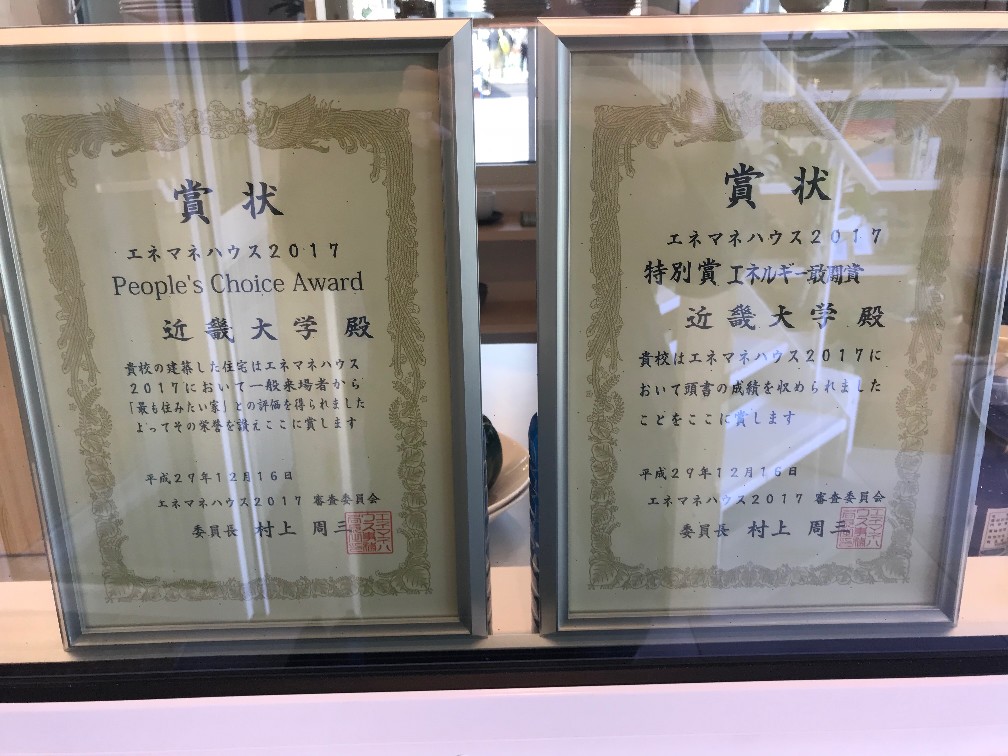 賞状
エネマネハウス2017
People's Choice Award
近畿大学 殿
貴校の建築した住宅はエネマネハウス
2017において一般来場者から
「最も住みたい家」との評価を得られました
よってその栄誉を讃えここに賞します
平成27年12月16日
エネマネハウス2017 審査委員会
委員長 村上 周三
賞状
エネマネハウス2017
特別賞 エネルギー敢闘賞
近畿大学 殿
貴校はエネマネハウス2017に
おいて頭書の成績を収められました
ことをここに賞します
平成29年12月16日
エネマネハウス2017 審査委員会
委員長 村上 周三